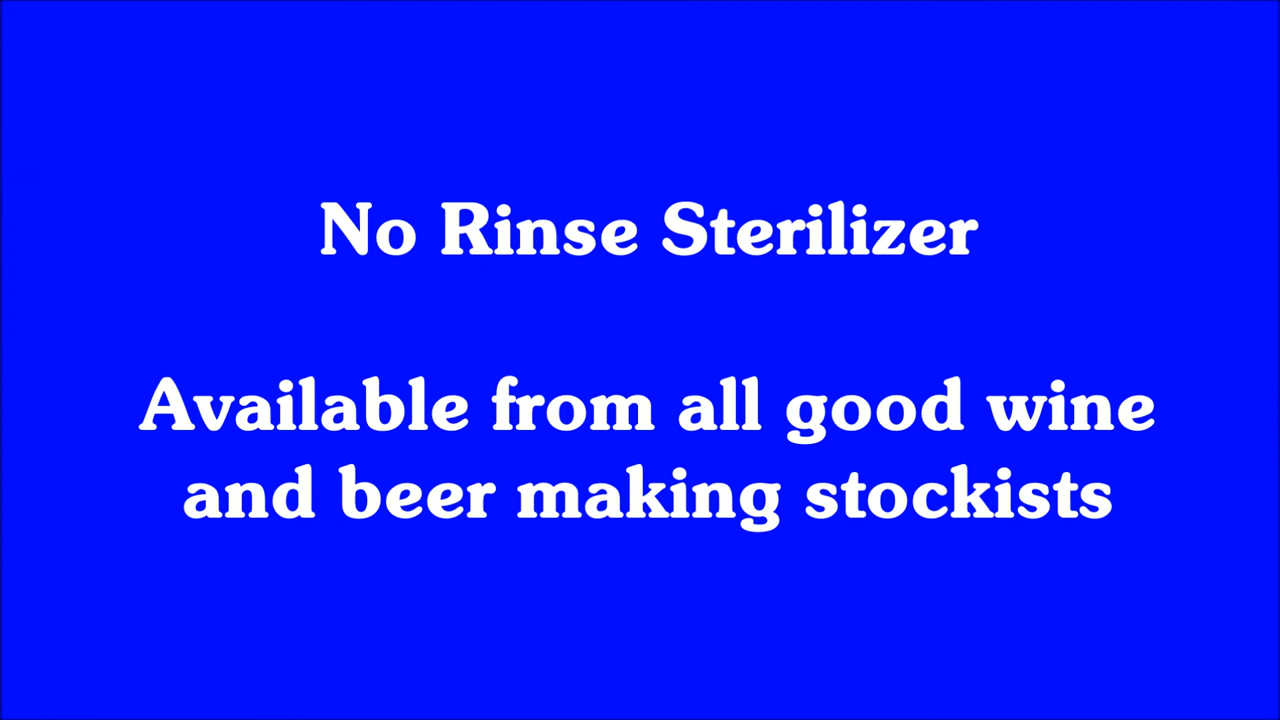 No Rinse Sterilizer
Available from all good wine
and beer making stockists